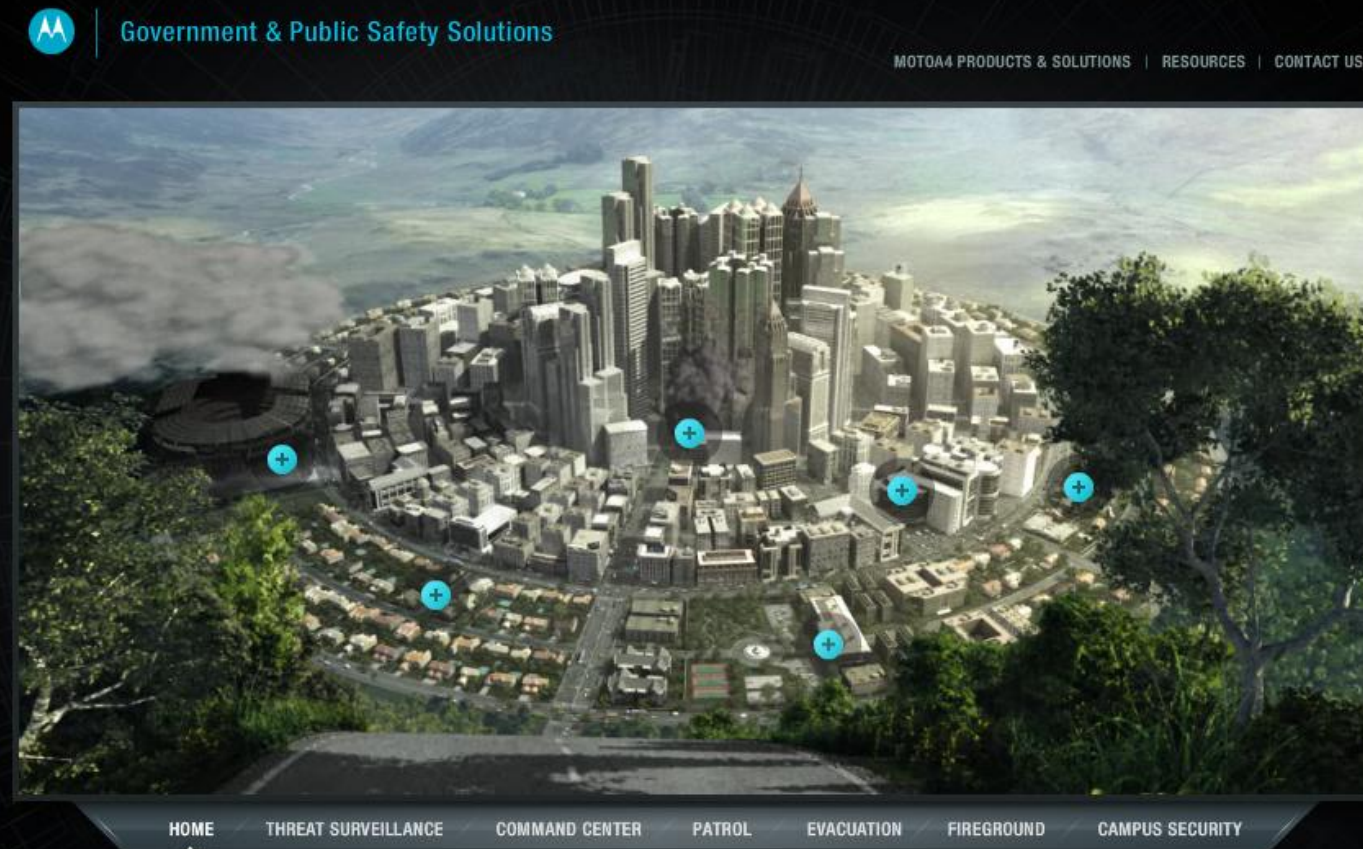 Government & Public Safety Solutions
MOTOA4 PRODUCTS & SOLUTIONS | RESOURCES | CONTACT US
HOME THREAT SURVEILLANCE COMMAND CENTER PATROL EVACUATION FIREGROUND CAMPUS SECURITY